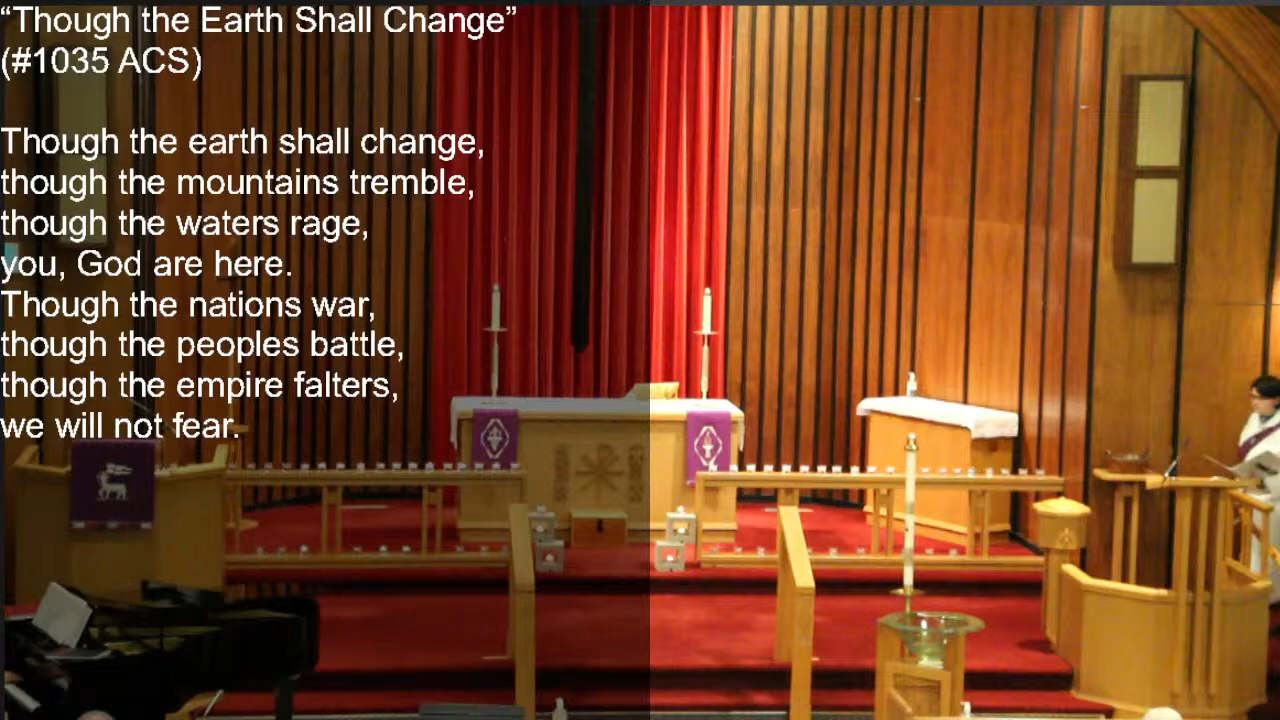 “Though the Earth Shall Change”
(#1035 ACS)
Though the earth shall change,
though the mountains tremble,
though the waters rage,
you, God are here.
Though the nations war,
though the peoples battle,
though the empire falters,
we will not fear.